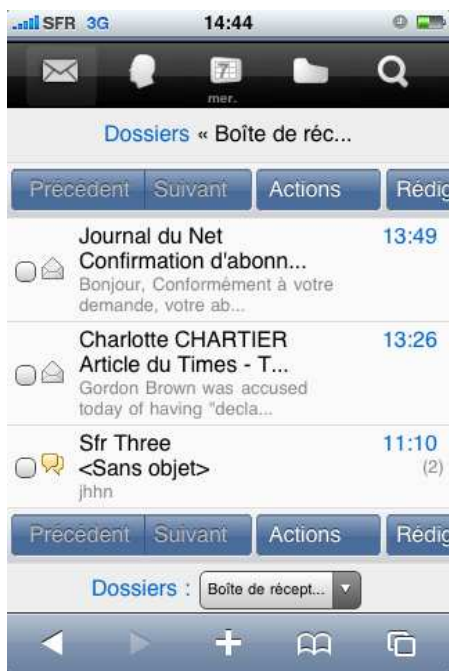 SFR 3G 14:44
7
mer.
Dossiers « Boîte de réc...
Précédent Suivant Actions Rédig
Journal du Net 13:49
Confirmation d'abonn...
Bonjour, Conformément à votre
demande, votre ab...
Charlotte CHARTIER 13:26
Article du Times - T...
Gordon Brown was accused
today of having "decla...
Sfr Three 11:10
<Sans objet> (2)
jhhn
Précédent Suivant Actions Rédig
Dossiers : Boîte de récept...